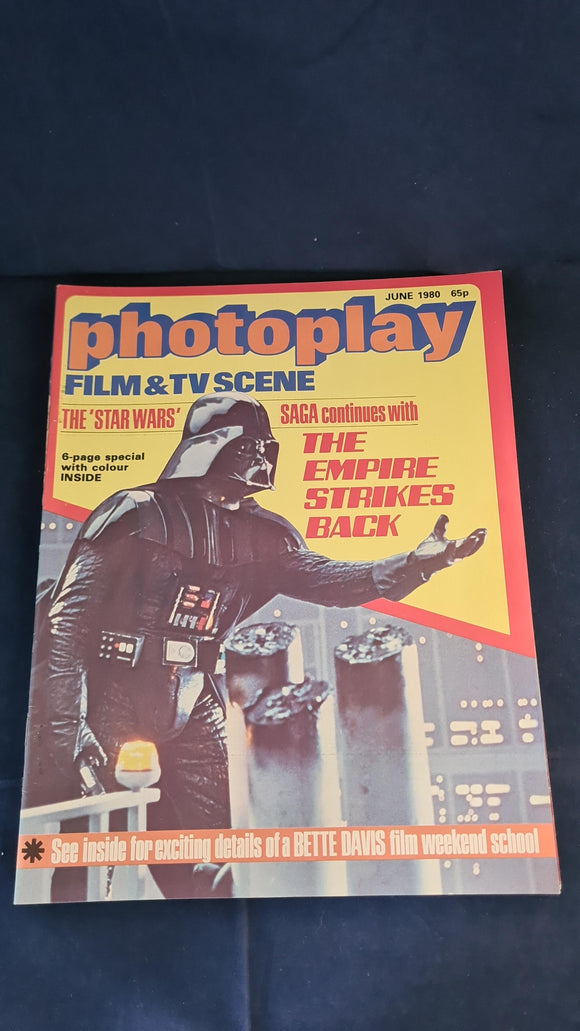 JUNE 1980 65p
photoplay
FILM & TV SCENE
THE 'STAR WARS' SAGA continues with
6-page special
with colour
INSIDE
THE
EMPIRE
STRIKES
BACK
See inside for exciting details of a BETTE DAVIS film weekend school